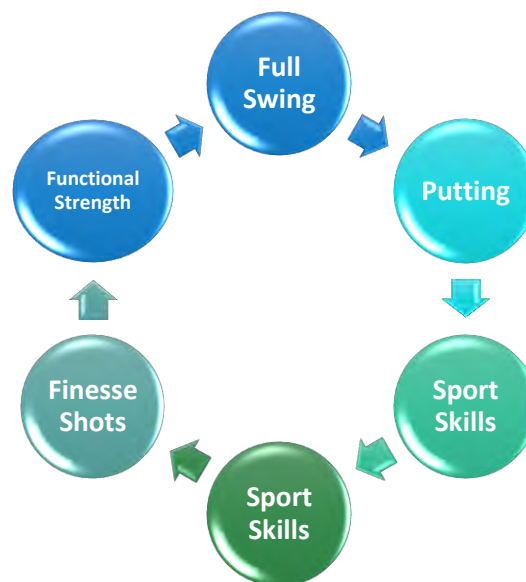 Full
Swing
Putting
Sport
Skills
Sport
Skills
Finesse
Shots
Functional
Strength